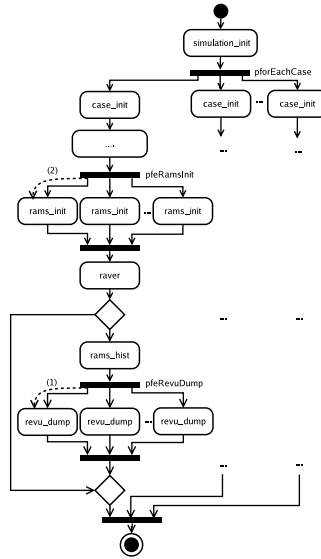 simulation_init
pforEachCase
case_init
case_init
...
case_init
...
...
...
pfeRamsInit
(2)
rams_init
rams_init
...
rams_init
raver
...
...
rams_hist
pfeRevuDump
(1)
revu_dump
revu_dump
...
revu_dump
...
...